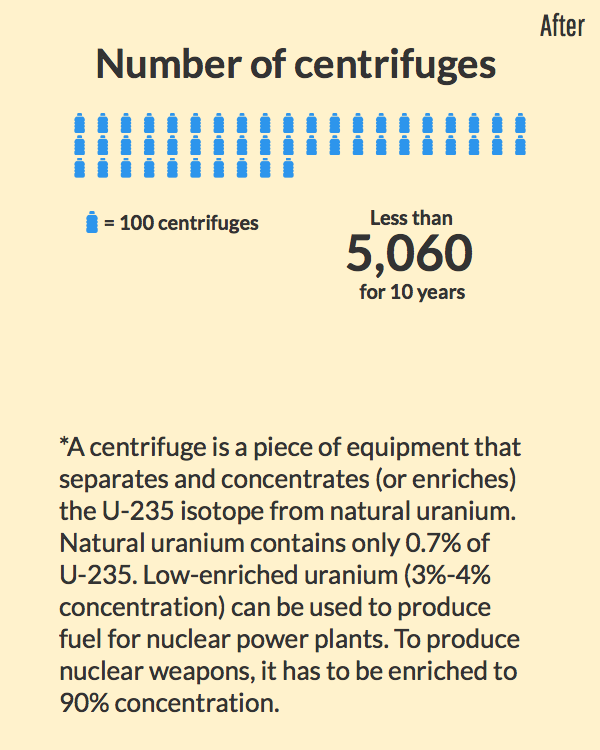 After
Number of centrifuges
= 100 centrifuges
Less than
5,060
for 10 years
*A centrifuge is a piece of equipment that
separates and concentrates (or enriches)
the U-235 isotope from natural uranium.
Natural uranium contains only 0.7% of
U-235. Low-enriched uranium (3%-4%
concentration) can be used to produce
fuel for nuclear power plants. To produce
nuclear weapons, it has to be enriched to
90% concentration.